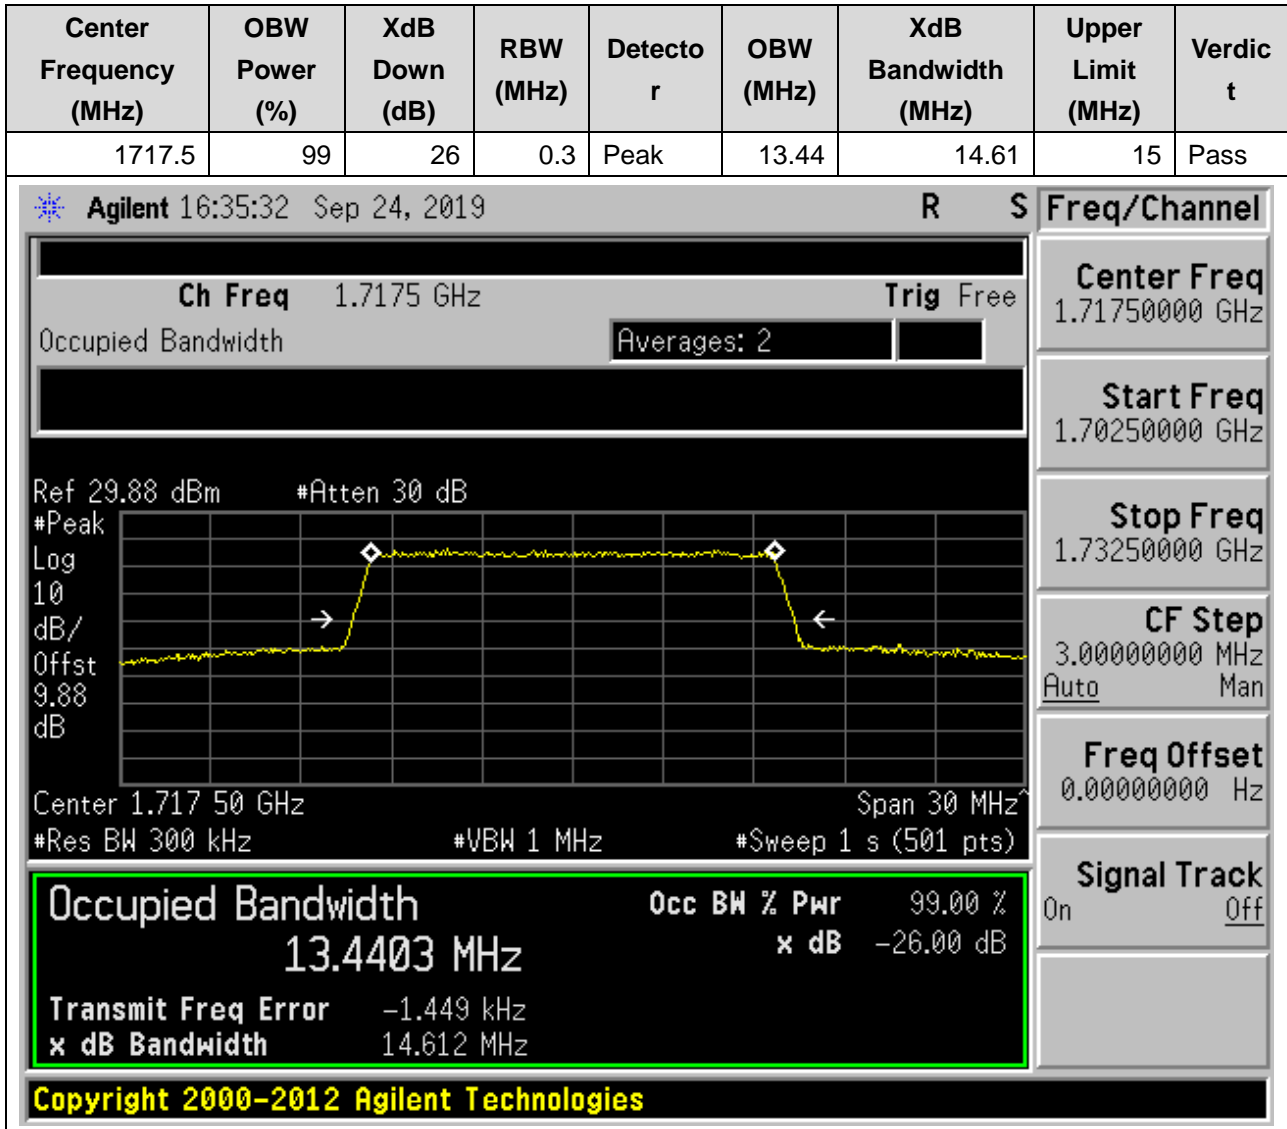 Center Frequency (MHz) OBW Power (%) XdB Down (dB) RBW (MHz) Detecto r OBW (MHz) XdB Bandwidth (MHz) Upper Limit (MHz) Verdic t
1717.5 99 26 0.3 Peak 13.44 14.61 15 Pass
Agilent 16:35:32 Sep 24, 2019 R S
Freq/Channel
Ch Freq 1.7175 GHz Trig Free
Occupied Bandwidth Averages: 2
Center Freq
1.71750000 GHz
Start Freq
1.70250000 GHz
Stop Freq
1.73250000 GHz
CF Step
3.00000000 MHz
Auto Man
Freq Offset
0.00000000 Hz
Signal Track
On Off
Ref 29.88 dBm #Atten 30 dB
#Peak
Log
10
dB/
Offst
9.88
dB
Center 1.717 50 GHz Span 30 MHz^
#Res BW 300 kHz #VBW 1 MHz #Sweep 1 s (501 pts)
Occupied Bandwidth Occ BW % Pwr 99.00 %
13.4403 MHz x dB -26.00 dB
Transmit Freq Error -1.449 kHz
x dB Bandwidth 14.612 MHz
Copyright 2000-2012 Agilent Technologies